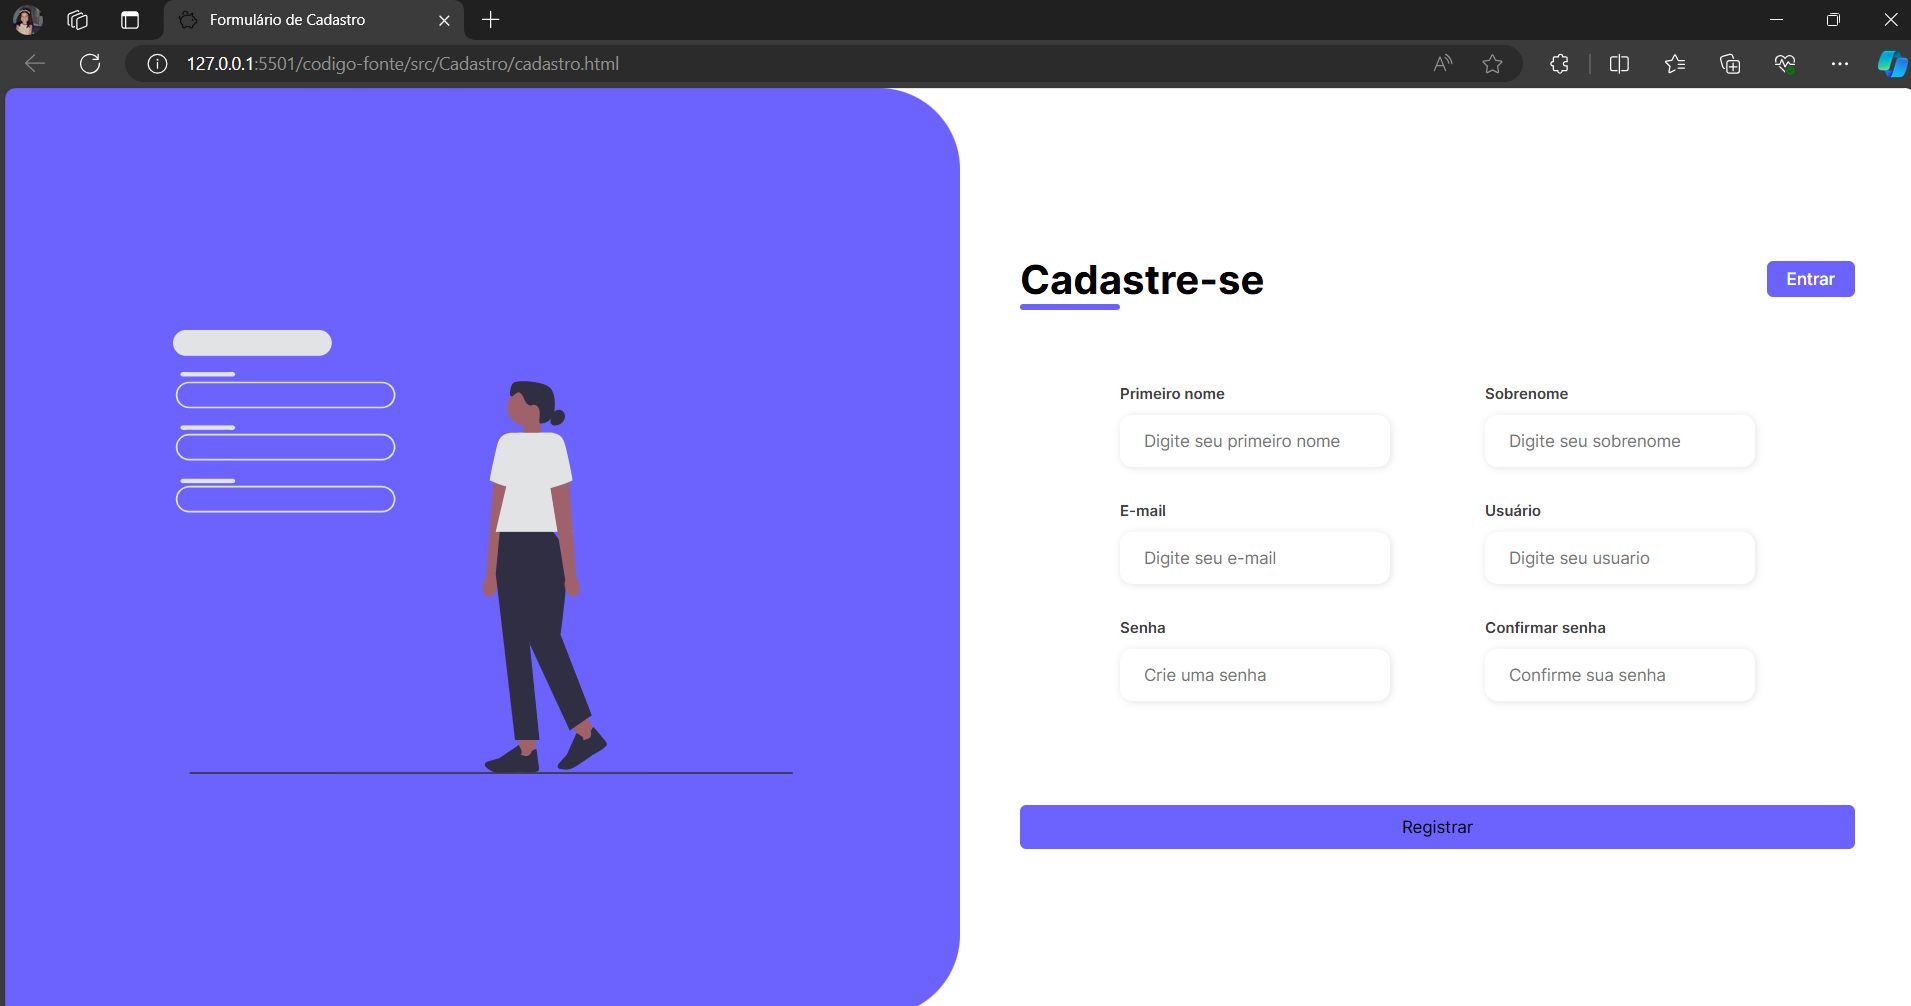 Formulário de Cadastro
127.0.0.1:5501/codigo-fonte/src/Cadastro/cadastro.html
Cadastre-se
Entrar
Primeiro nome
Sobrenome
Digite seu primeiro nome
Digite seu sobrenome
E-mail
Usuário
Digite seu e-mail
Digite seu usuario
Senha
Confirmar senha
Crie uma senha
Confirme sua senha
Registrar